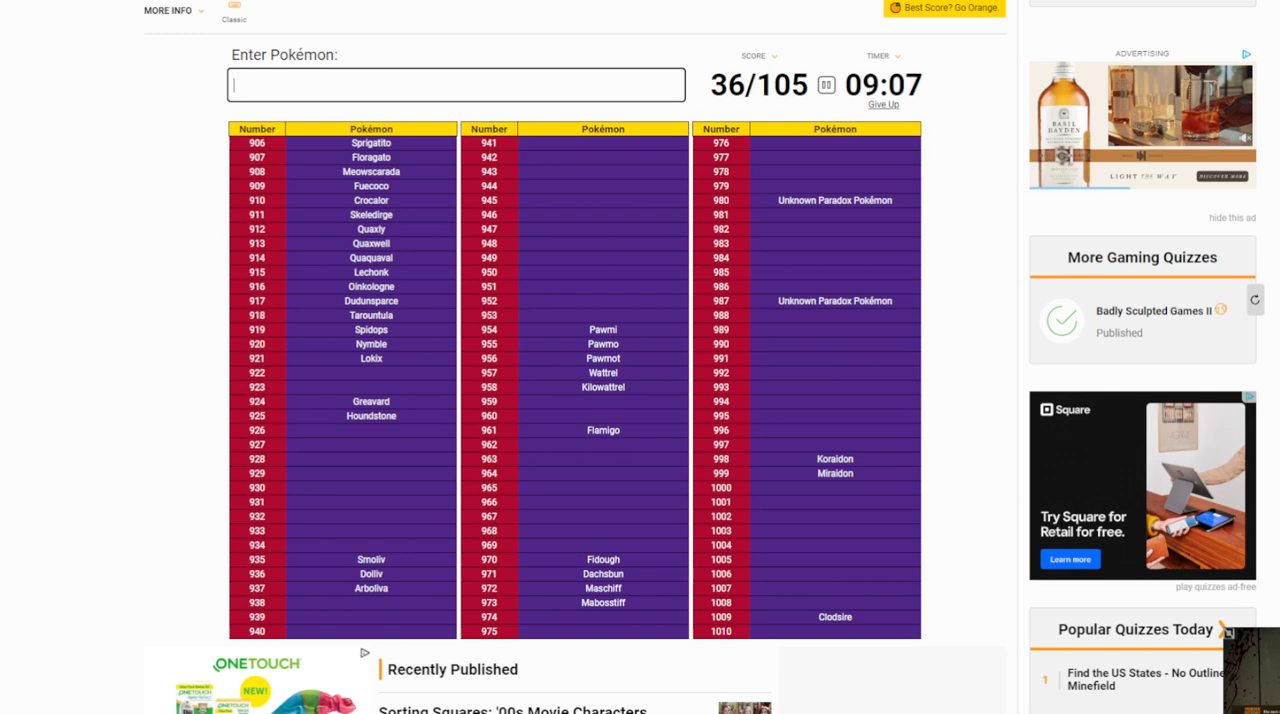 MORE INFO
Classic
Best Score? Go Orange.
Enter Pokémon:
SCORE
36/105
TIMER
09:07
Give Up
Number Pokémon Number Pokémon Number Pokémon
906 Sprigatito 941 976
907 Floragato 942 977
908 Meowscarada 943 978
909 Fuecoco 944 979
910 Crocalor 945 980 Unknown Paradox Pokémon
911 Skeledirge 946 981
912 Quaxly 947 982
913 Quaxwell 948 983
914 Quaquaval 949 984
915 Lechonk 950 985
916 Oinkologne 951 986
917 Dudunsparce 952 987 Unknown Paradox Pokémon
918 Tarountula 953 988
919 Spidops 954 Pawmi 989
920 Nymble 955 Pawmo 990
921 Lokix 956 Pawmot 991
922 957 Wattrel 992
923 958 Kilowattrel 993
924 Greavard 959 994
925 Houndstone 960 995
926 961 Flamigo 996
927 962 997
928 963 998 Koraidon
929 964 999 Miraidon
930 965 1000
931 966 1001
932 967 1002
933 968 1003
934 969 1004
935 Smoliv 970 Fidough 1005
936 Dolliv 971 Dachsbun 1006
937 Arboliva 972 Maschiff 1007
938 973 Mabosstiff 1008
939 974 1009 Clodsire
940 975 1010
ADVERTISING
BASIL
HAYDEN
LIGHT THE WAY
DISCOVER MORE
hide this ad
More Gaming Quizzes
Badly Sculpted Games II
Published
Square
Try Square for
Retail for free.
Learn more
play quizzes ad-free
Popular Quizzes Today
1 Find the US States - No Outline
Minefield
ONETOUCH
NEW!
Recently Published
Sorting Squares: '00s Movie Characters